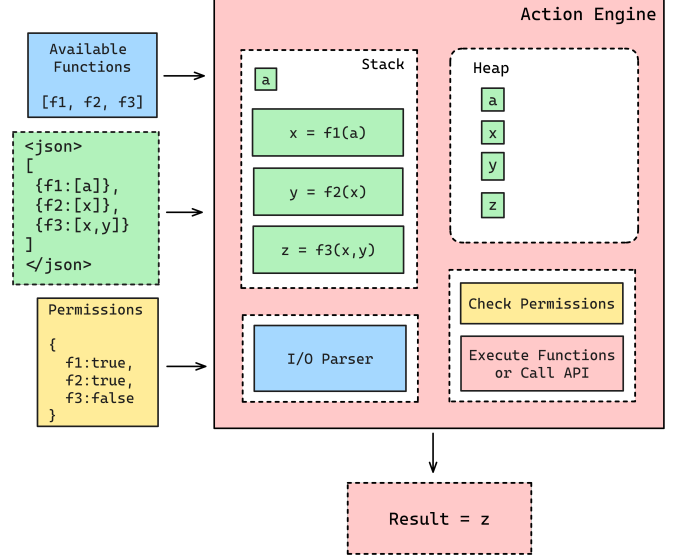 Action Engine
Available
Functions
[f1, f2, f3]
<json>
[
{f1:[a]},
{f2:[x]},
{f3:[x,y]}
]
</json>
Permissions
{
f1:true,
f2:true,
f3:false
}
Stack
a
x = f1(a)
y = f2(x)
z = f3(x,y)
Heap
a
x
y
z
I/O Parser
Check Permissions
Execute Functions
or Call API
Result = z